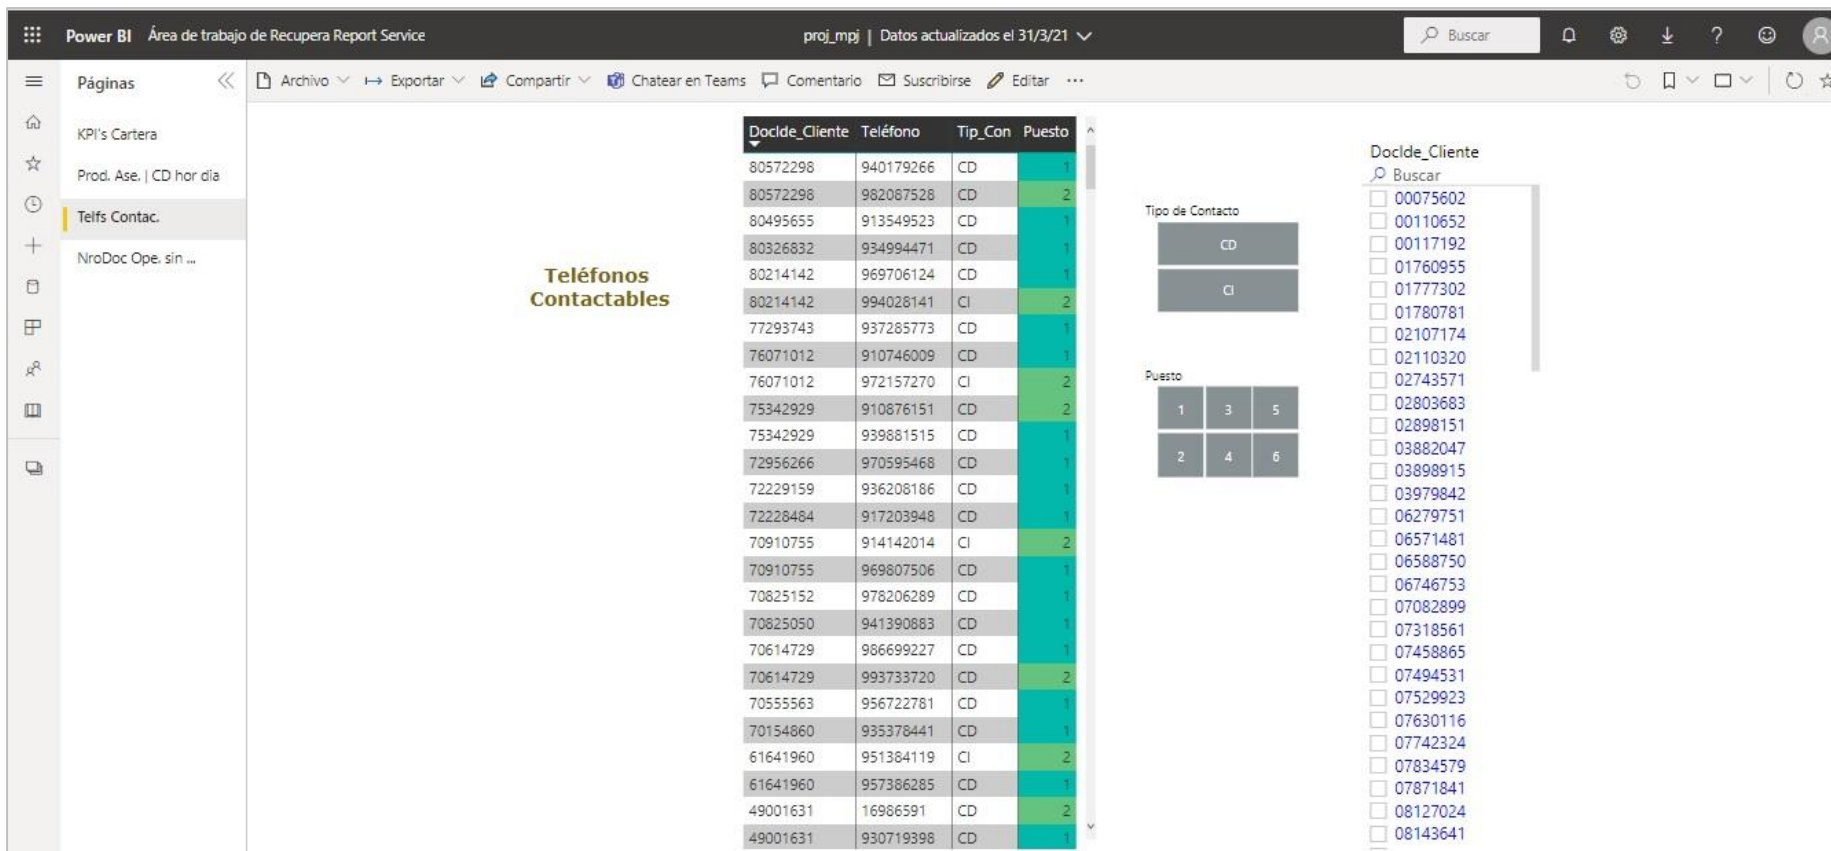 Power BI Área de trabajo de Recupera Report Service proj_mpj | Datos actualizados el 31/3/21 Buscar
Páginas
Archivo Exportar Compartir Chatear en Teams Comentario Suscribirse Editar ...
KPI's Cartera
Prod. Ase. | CD hor dia
Telfs Contac.
NroDoc Ope. sin ...
Teléfonos
Contactables
DocIde_Cliente Teléfono Tip_Con Puesto
80572298 940179266 CD 1
80572298 982087528 CD 2
80495655 913549523 CD 1
80326832 934994471 CD 1
80214142 969706124 CD 1
80214142 994028141 CI 2
77293743 937285773 CD 1
76071012 910746009 CD 1
76071012 972157270 CI 2
75342929 910876151 CD 2
75342929 939881515 CD 1
72956266 970595468 CD 1
72229159 936208186 CD 1
72228484 917203948 CD 1
70910755 914142014 CI 2
70910755 969807506 CD 1
70825152 978206289 CD 1
70825050 941390883 CD 1
70614729 986699227 CD 1
70614729 993733720 CD 2
70555563 956722781 CD 1
70154860 935378441 CD 1
61641960 951384119 CI 2
61641960 957386285 CD 1
49001631 16986591 CD 2
49001631 930719398 CD 1
Tipo de Contacto
CD
CI
Puesto
1 3 5
2 4 6
DocIde_Cliente
Buscar
00075602
00110652
00117192
01760955
01777302
01780781
02107174
02110320
02743571
02803683
02898151
03882047
03898915
03979842
06279751
06571481
06588750
06746753
07082899
07318561
07458865
07494531
07529923
07630116
07742324
07834579
07871841
08127024
08143641